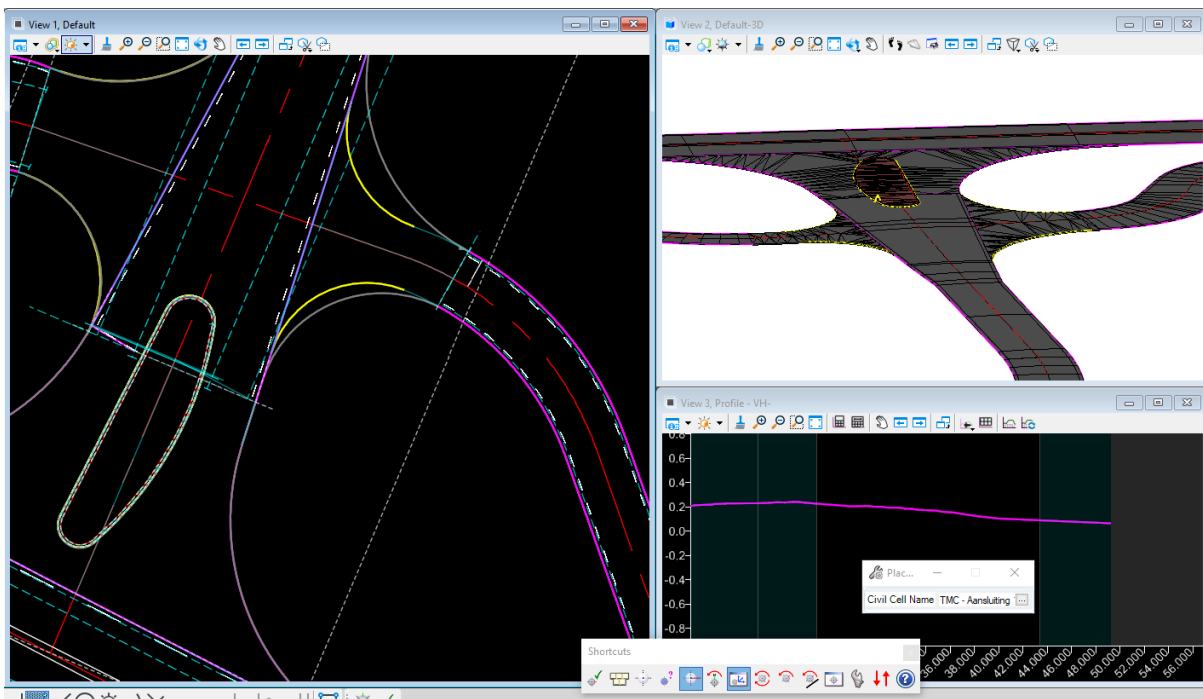 View 1, Default
View 2, Default-3D
View 3, Profile - VH-
0.8
0.6
0.4
0.2
0.0
-0.2
-0.4
-0.6
-0.8
Plac...
Civil Cell Name TMC - Aansluiting ...
36.000 38.000 40.000 42.000 44.000 46.000 48.000 50.000 52.000 54.000 56.000
Shortcuts